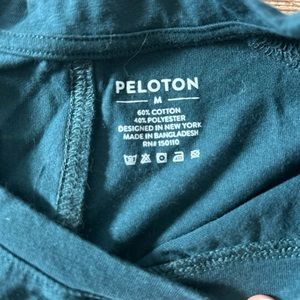 PELOTON
M
60% COTTON
40% POLYESTER
DESIGNED IN NEW YORK
MADE IN BANGLADESH
RN# 150110